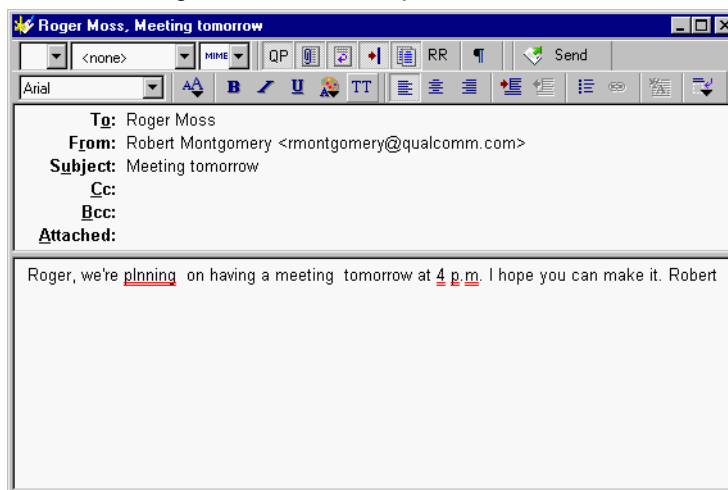 Roger Moss, Meeting tomorrow
<none> MIME QP RR ¶ Send
Arial AA B I U TT
To: Roger Moss
From: Robert Montgomery <rmontgomery@qualcomm.com>
Subject: Meeting tomorrow
Cc:
Bcc:
Attached:
Roger, we're plnning on having a meeting tomorrow at 4 p.m. I hope you can make it. Robert